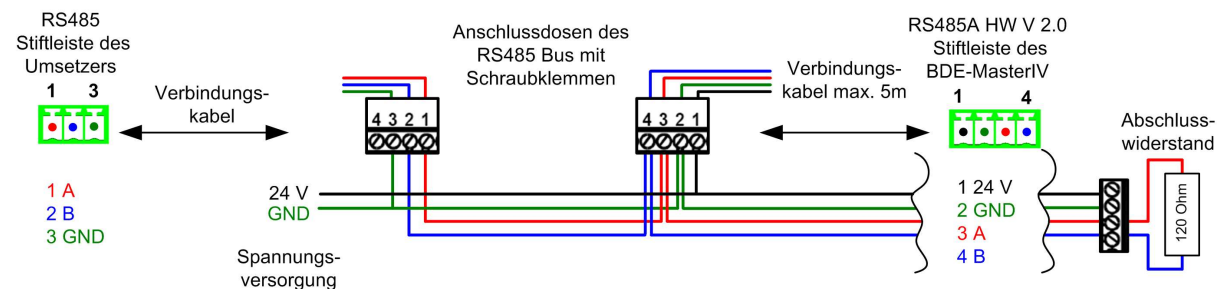 RS485
Stiftleiste des
Umsetzers
1 3
Verbindungs-
kabel
1 A
2 B
3 GND
24 V
GND
Spannungs-
versorgung
Anschlussdosen des
RS485 Bus mit
Schraubklemmen
4 3 2 1
4 3 2 1
Verbindungs-
kabel max. 5m
RS485A HW V 2.0
Stiftleiste des
BDE-MasterIV
1 4
1 24 V
2 GND
3 A
4 B
Abschluss-
widerstand
120 Ohm